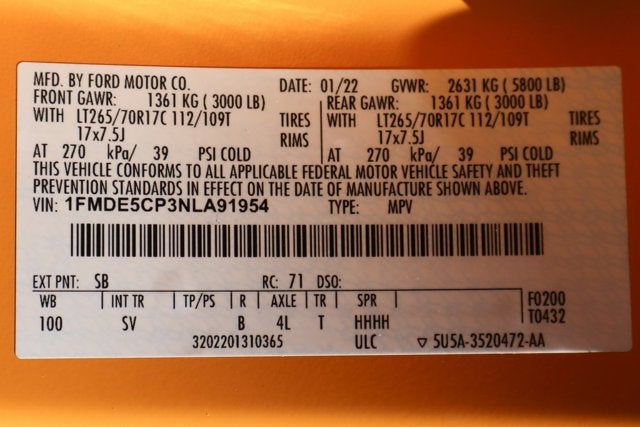 MFD. BY FORD MOTOR CO. DATE: 01/22 GVWR: 2631 KG ( 5800 LB)
FRONT GAWR: 1361 KG ( 3000 LB) REAR GAWR: 1361 KG ( 3000 LB)
WITH LT265/70R17C 112/109T TIRES WITH LT265/70R17C 112/109T TIRES
17x7.5J RIMS 17x7.5J RIMS
AT 270 kPa/ 39 PSI COLD AT 270 kPa/ 39 PSI COLD
THIS VEHICLE CONFORMS TO ALL APPLICABLE FEDERAL MOTOR VEHICLE SAFETY AND THEFT
PREVENTION STANDARDS IN EFFECT ON THE DATE OF MANUFACTURE SHOWN ABOVE.
VIN: 1FMDE5CP3NLA91954 TYPE: MPV
EXT PNT: SB RC: 71 DSO:
WB INT TR TP/PS R AXLE TR SPR F0200
100 SV B 4L T HHHH T0432
3202201310365 ULC ▽ 5U5A-3520472-AA